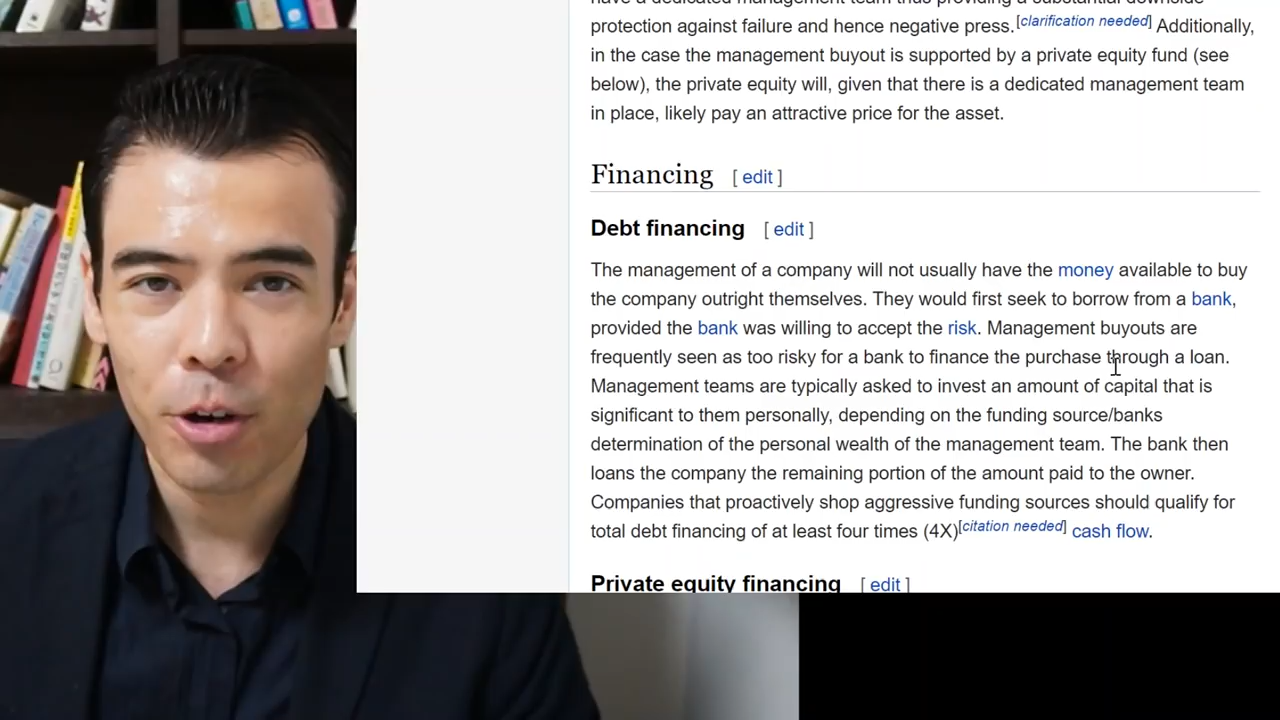 have a dedicated management team thus providing a substantial downside
protection against failure and hence negative press.[clarification needed] Additionally,
in the case the management buyout is supported by a private equity fund (see
below), the private equity will, given that there is a dedicated management team
in place, likely pay an attractive price for the asset.
Financing [ edit ]
Debt financing [ edit ]
The management of a company will not usually have the money available to buy
the company outright themselves. They would first seek to borrow from a bank,
provided the bank was willing to accept the risk. Management buyouts are
frequently seen as too risky for a bank to finance the purchase through a loan.
Management teams are typically asked to invest an amount of capital that is
significant to them personally, depending on the funding source/banks
determination of the personal wealth of the management team. The bank then
loans the company the remaining portion of the amount paid to the owner.
Companies that proactively shop aggressive funding sources should qualify for
total debt financing of at least four times (4X)[citation needed] cash flow.
Private equity financing [ edit ]